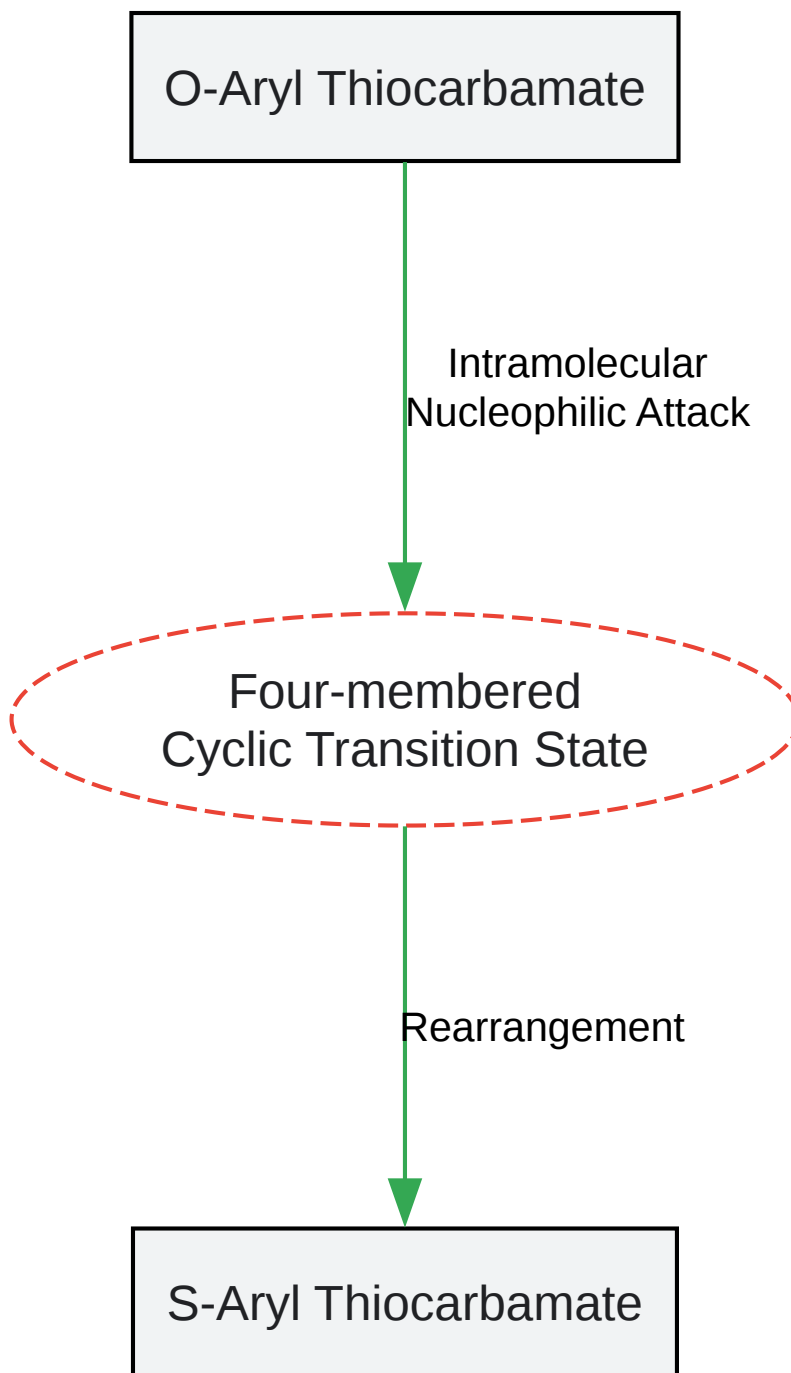 O-Aryl Thiocarbamate
Intramolecular
Nucleophilic Attack
Four-membered
Cyclic Transition State
Rearrangement
S-Aryl Thiocarbamate